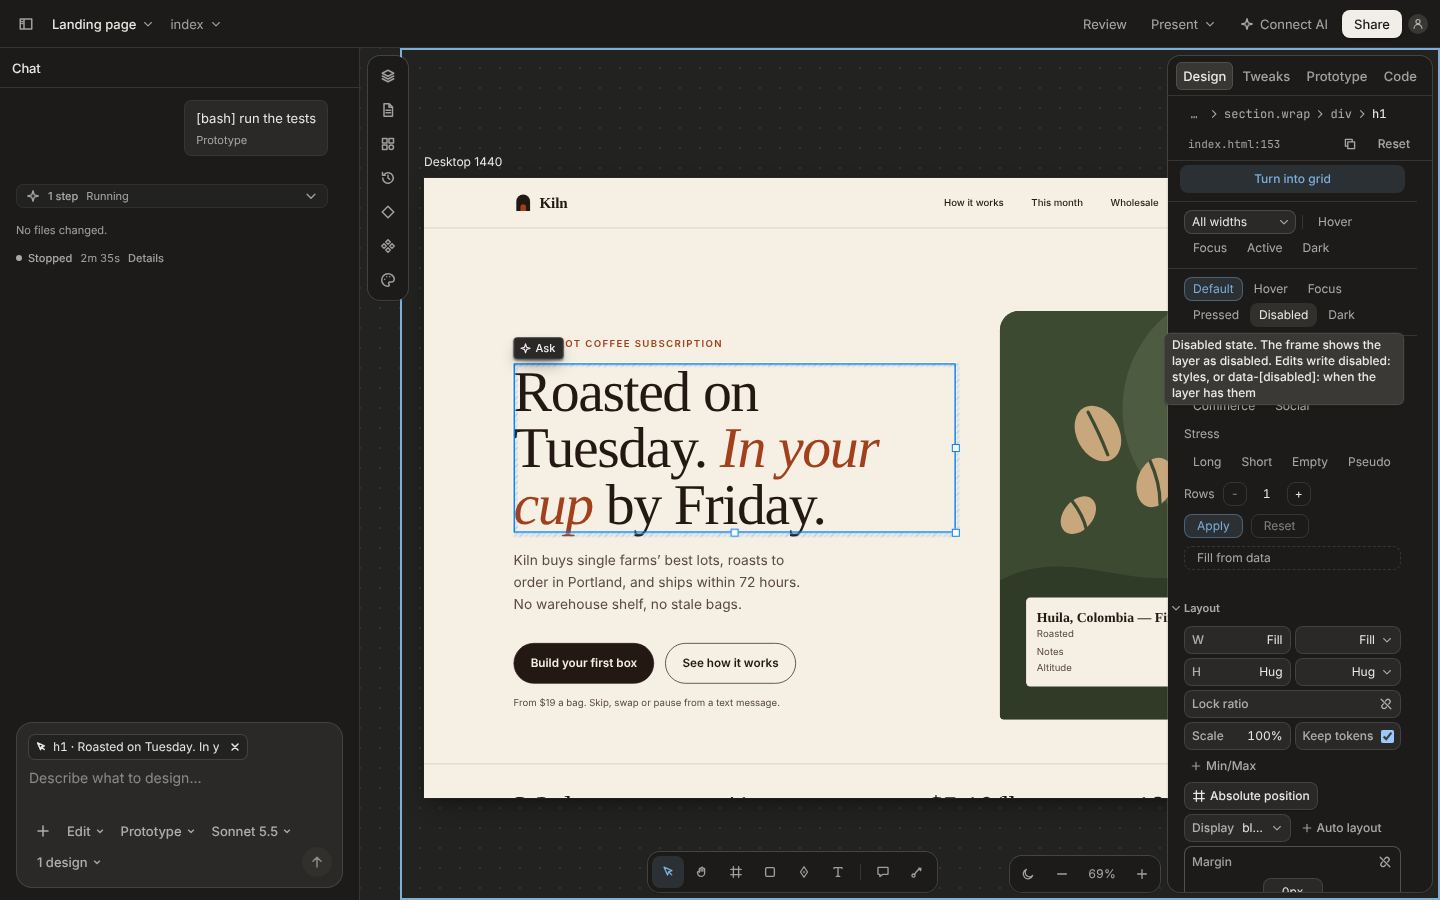 Landing page
index
Review
Present
Connect AI
Share
Chat
[bash] run the tests
Prototype
1 step Running
No files changed.
Stopped 2m 35s Details
h1 · Roasted on Tuesday. In y
Describe what to design...
Edit
Prototype
Sonnet 5.5
1 design
Desktop 1440
Kiln
How it works
This month
Wholesale
Ask
OT COFFEE SUBSCRIPTION
Roasted on
Tuesday. In your
cup by Friday.
Kiln buys single farms’ best lots, roasts to
order in Portland, and ships within 72 hours.
No warehouse shelf, no stale bags.
Build your first box
See how it works
From $19 a bag. Skip, swap or pause from a text message.
Huila, Colombia — Fi
Roasted
Notes
Altitude
69%
Design
Tweaks
Prototype
Code
... > section.wrap > div > h1
index.html:153
Reset
Turn into grid
All widths
Hover
Focus
Active
Dark
Default
Hover
Focus
Pressed
Disabled
Dark
Disabled state. The frame shows the
layer as disabled. Edits write disabled:
styles, or data-[disabled]: when the
layer has them
Commerce
Social
Stress
Long
Short
Empty
Pseudo
Rows - 1 +
Apply
Reset
Fill from data
Layout
W Fill
Fill
H Hug
Hug
Lock ratio
Scale 100%
Keep tokens
+ Min/Max
Absolute position
Display bl...
+ Auto layout
Margin
0px